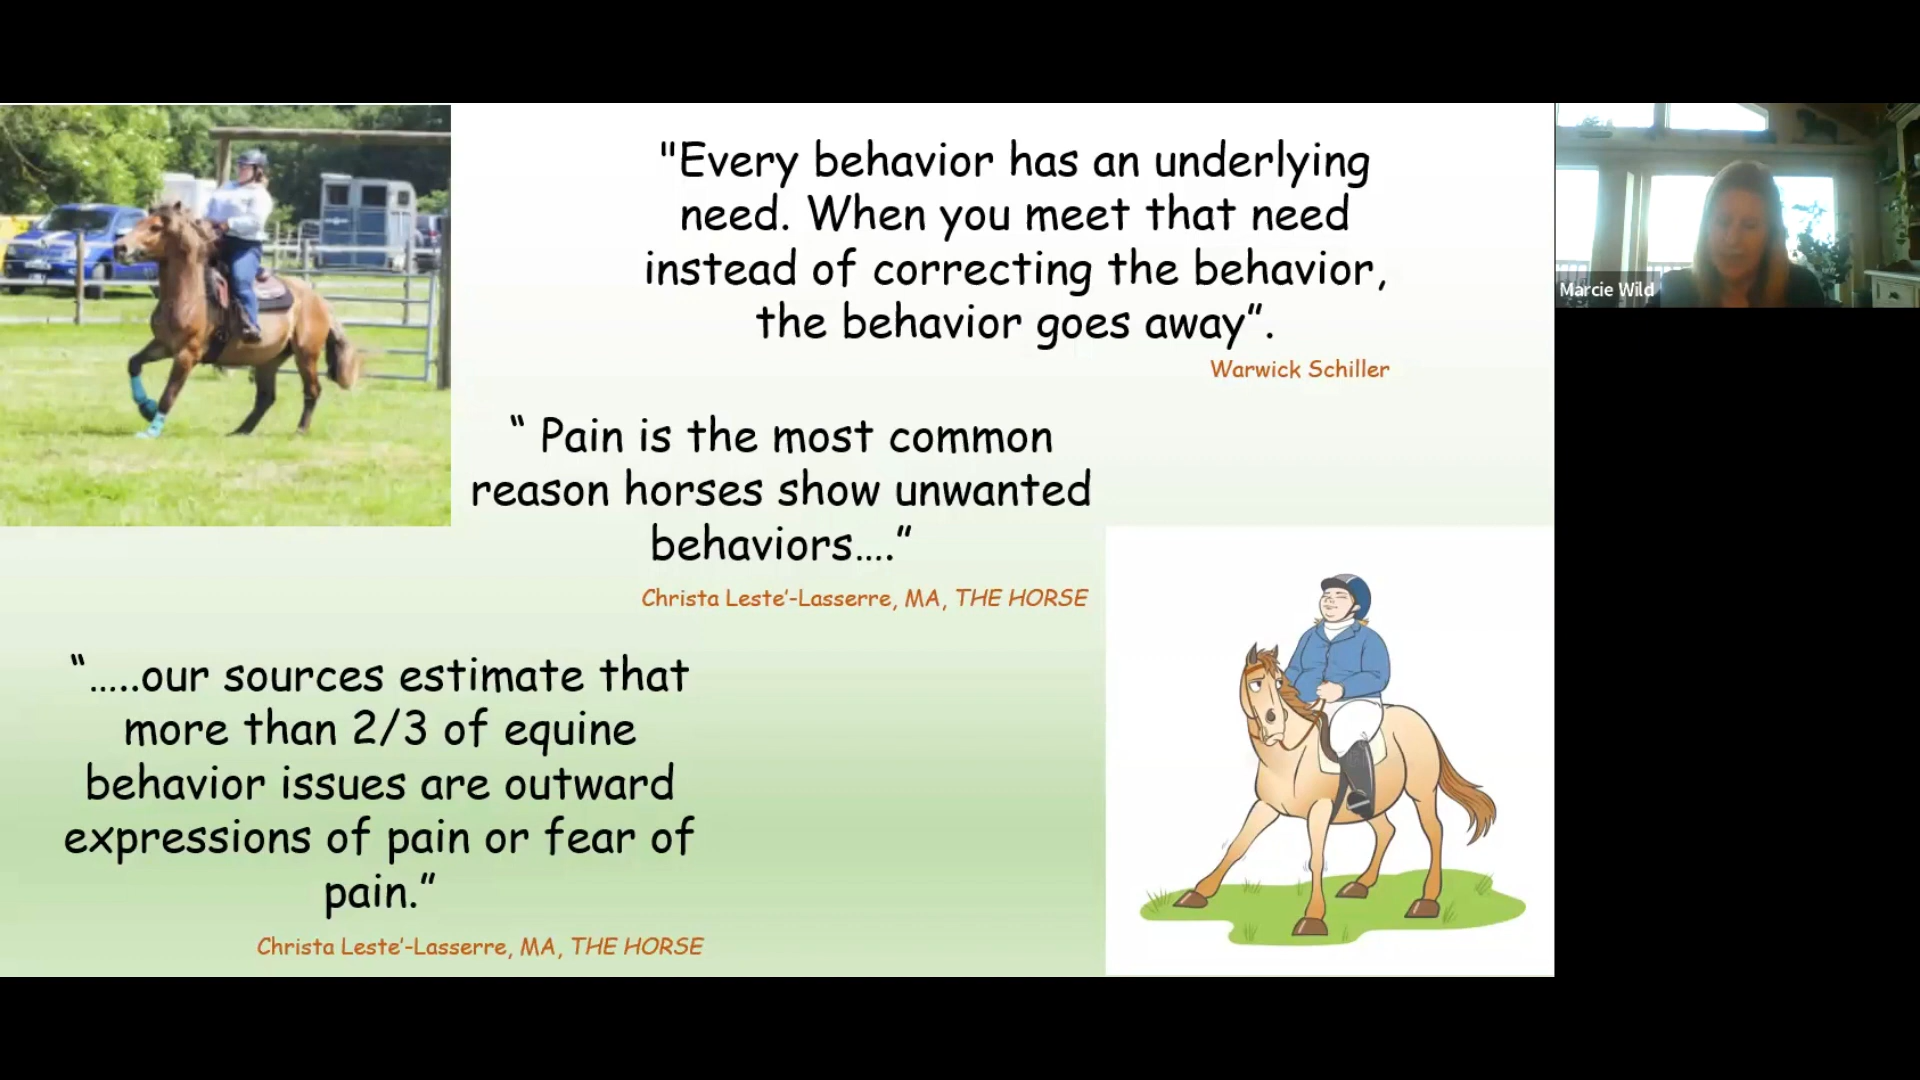 "Every behavior has an underlying
need. When you meet that need
instead of correcting the behavior,
the behavior goes away”.
Warwick Schiller
Marcie Wild
“ Pain is the most common
reason horses show unwanted
behaviors....”
Christa Leste’-Lasserre, MA, THE HORSE
“.....our sources estimate that
more than 2/3 of equine
behavior issues are outward
expressions of pain or fear of
pain.”
Christa Leste’-Lasserre, MA, THE HORSE